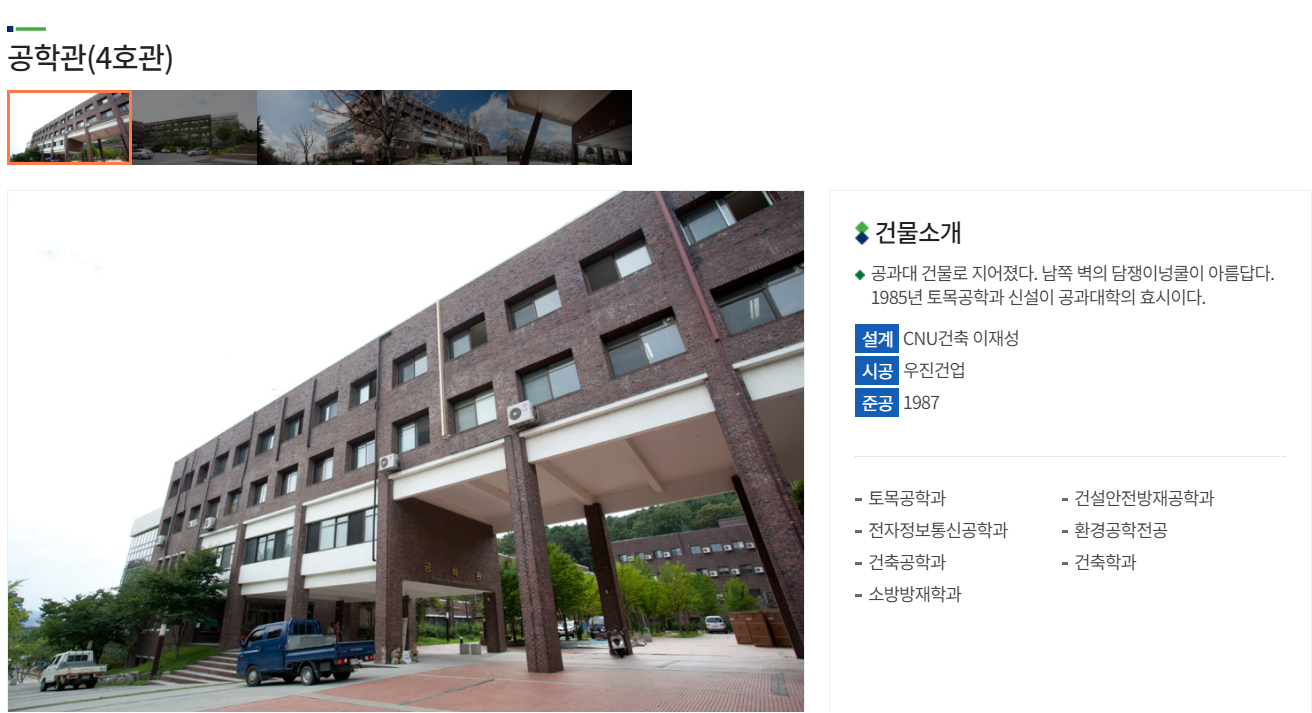 공학관(4호관)
공 학 관
건물소개
공과대 건물로 지어졌다. 남쪽 벽의 담쟁이넝쿨이 아름답다.
1985년 토목공학과 신설이 공과대학의 효시이다.
설계 CNU건축 이재성
시공 우진건업
준공 1987
- 토목공학과
- 건설안전방재공학과
- 전자정보통신공학과
- 환경공학전공
- 건축공학과
- 건축학과
- 소방방재학과